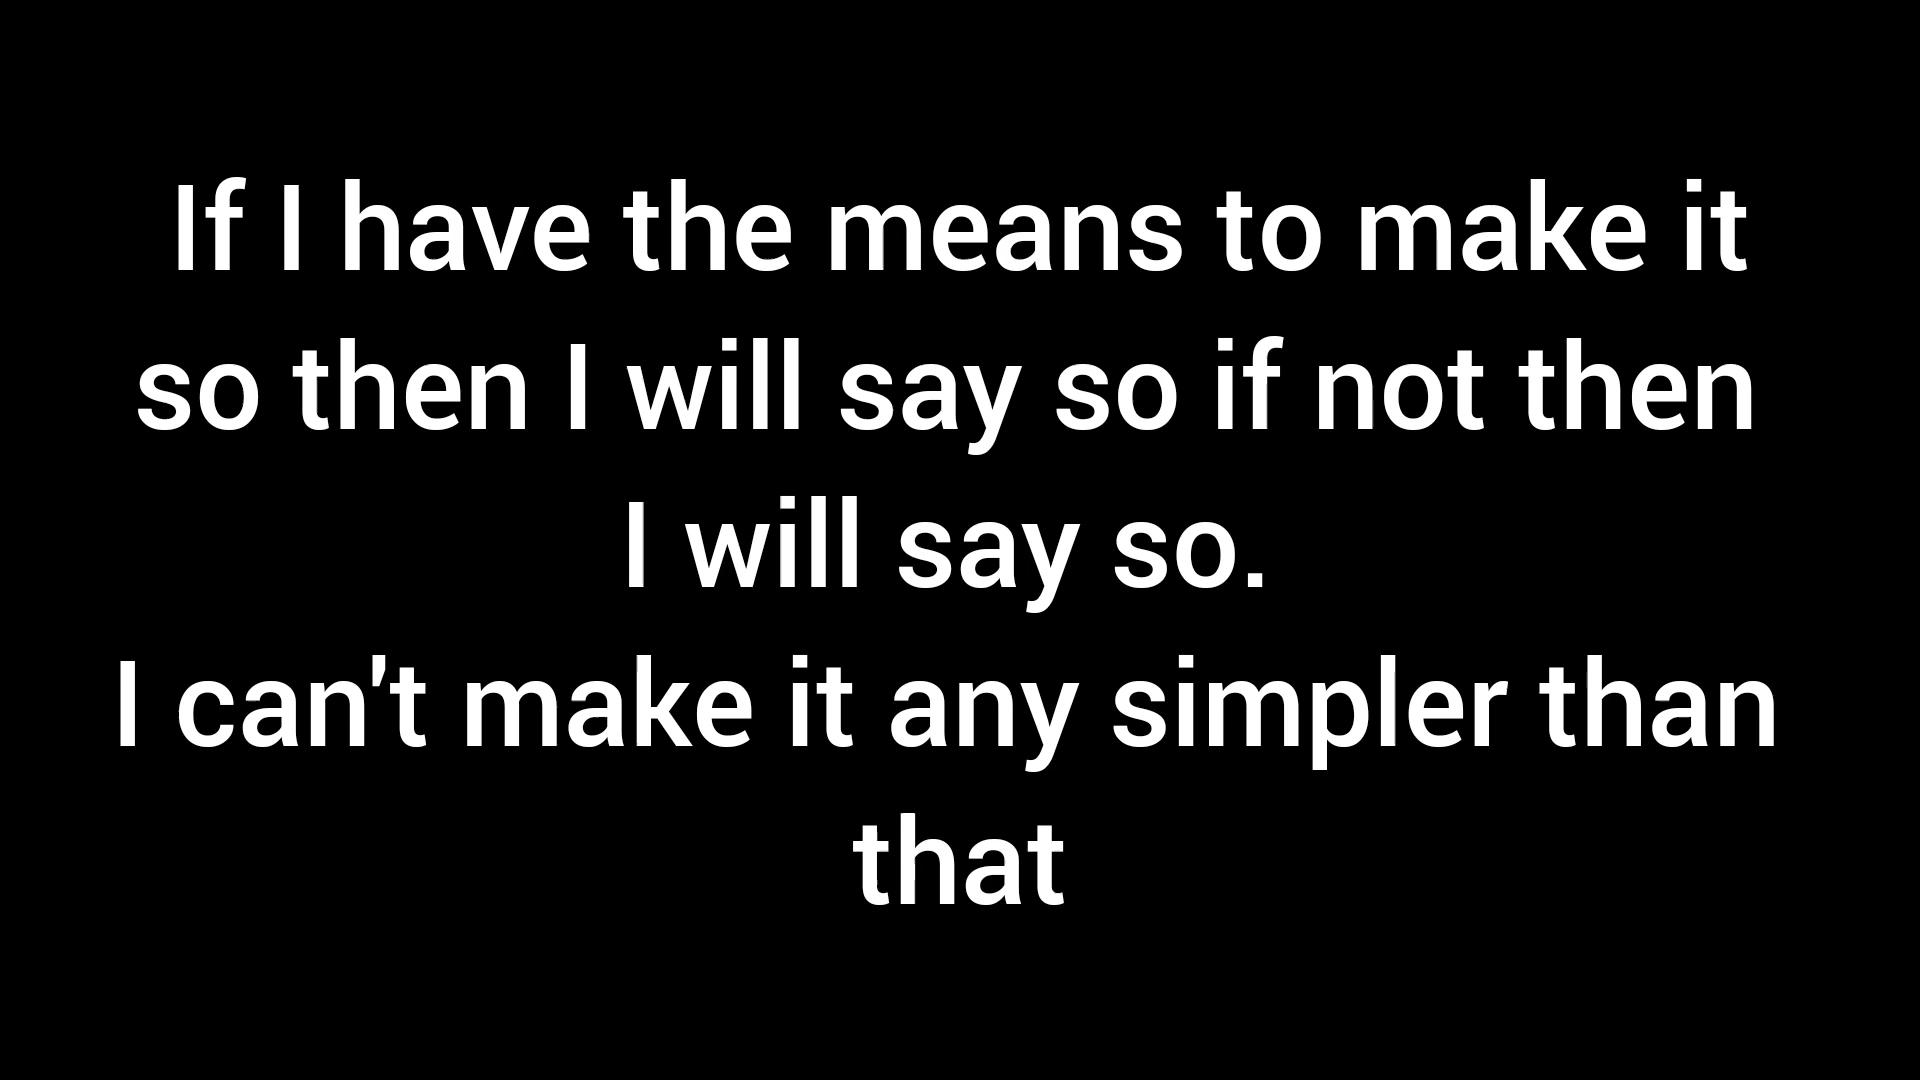 If I have the means to make it
so then I will say so if not then
I will say so.
I can't make it any simpler than
that